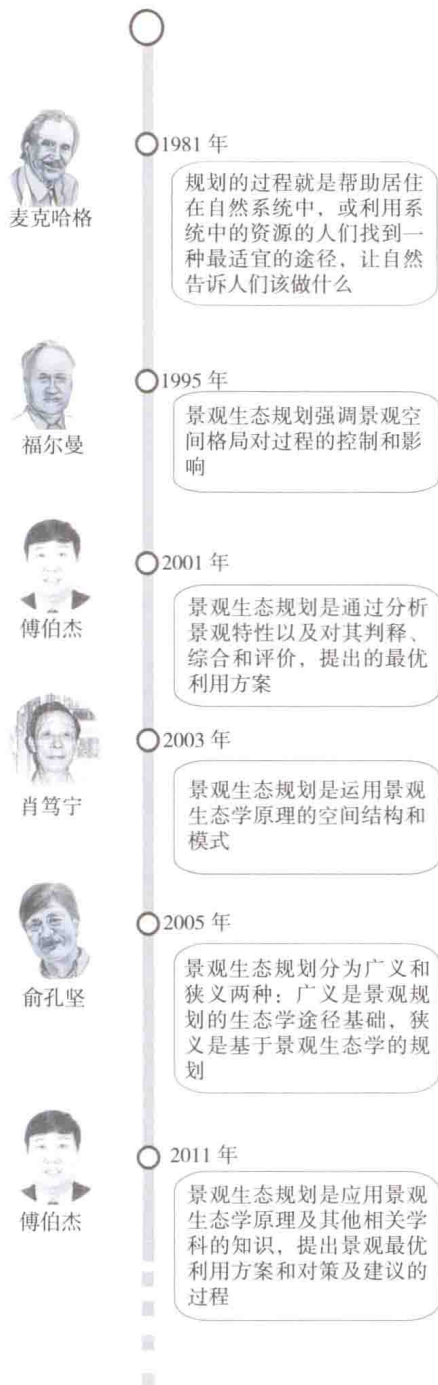 1981 年
麦克哈格
规划的过程就是帮助居住
在自然系统中，或利用系
统中的资源的人们找到一
种最适宜的途径，让自然
告诉人们该做什么
1995 年
福尔曼
景观生态规划强调景观空
间格局对过程的控制和影
响
2001 年
傅伯杰
景观生态规划是通过分析
景观特性以及对其判释、
综合和评价，提出的最优
利用方案
2003 年
肖笃宁
景观生态规划是运用景观
生态学原理的空间结构和
模式
2005 年
俞孔坚
景观生态规划分为广义和
狭义两种：广义是景观规
划的生态学途径基础，狭
义是基于景观生态学的规
划
2011 年
傅伯杰
景观生态规划是应用景观
生态学原理及其他相关学
科的知识，提出景观最优
利用方案和对策及建议的
过程